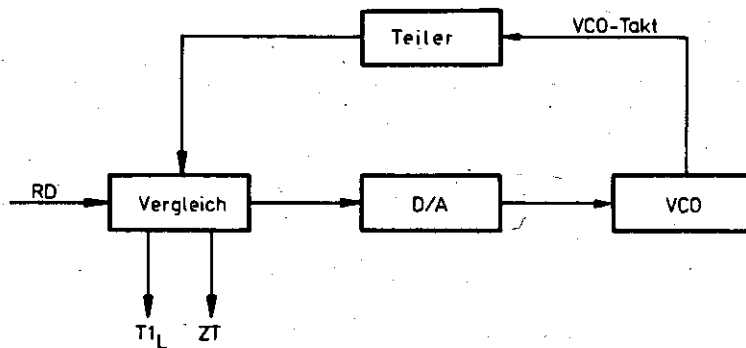 Teiler
VCO-Takt
RD
Vergleich
D/A
VCO
T1L
ZT